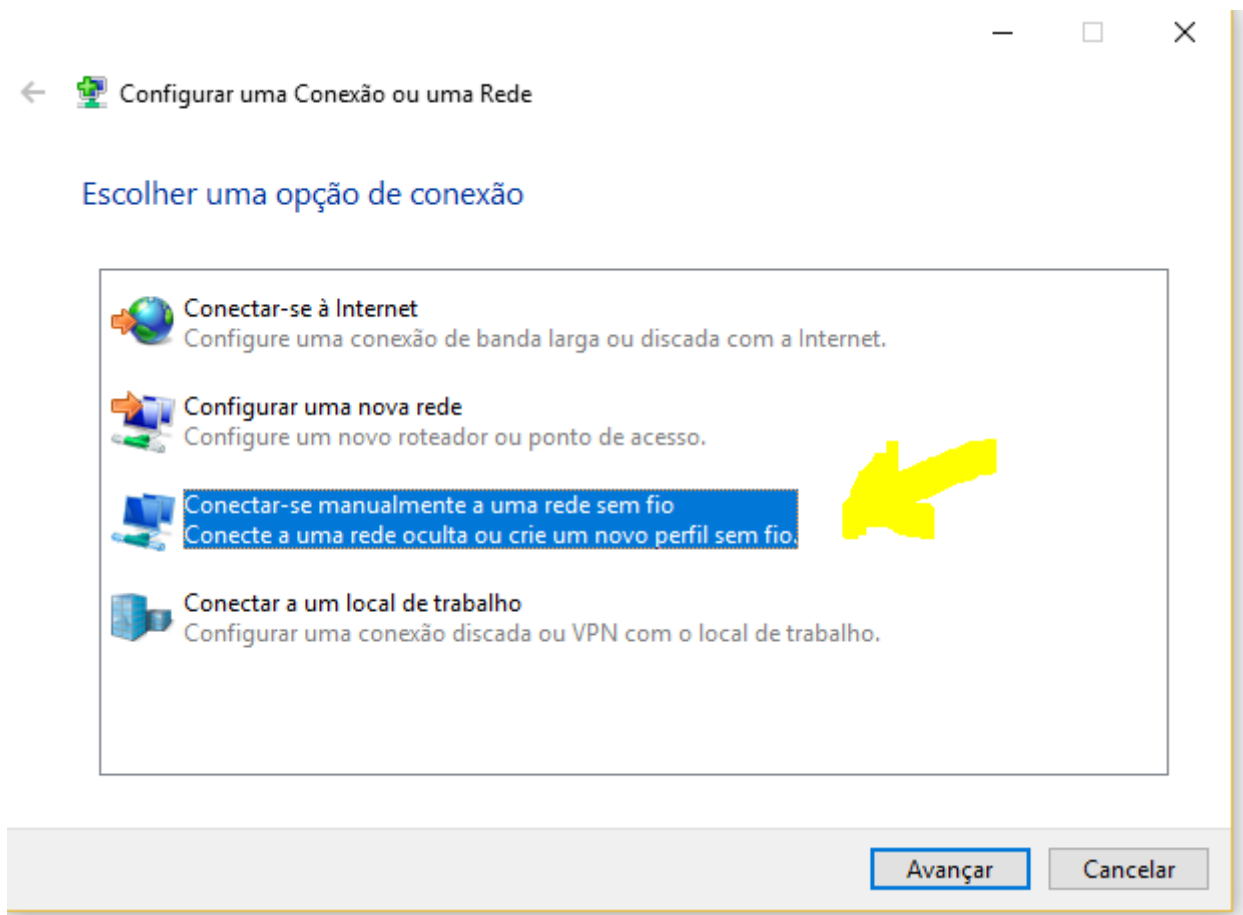 Configurar uma Conexão ou uma Rede
Escolher uma opção de conexão
Conectar-se à Internet
Configure uma conexão de banda larga ou discada com a Internet.
Configurar uma nova rede
Configure um novo roteador ou ponto de acesso.
Conectar-se manualmente a uma rede sem fio
Conecte a uma rede oculta ou crie um novo perfil sem fio.
Conectar a um local de trabalho
Configurar uma conexão discada ou VPN com o local de trabalho.
Avançar
Cancelar